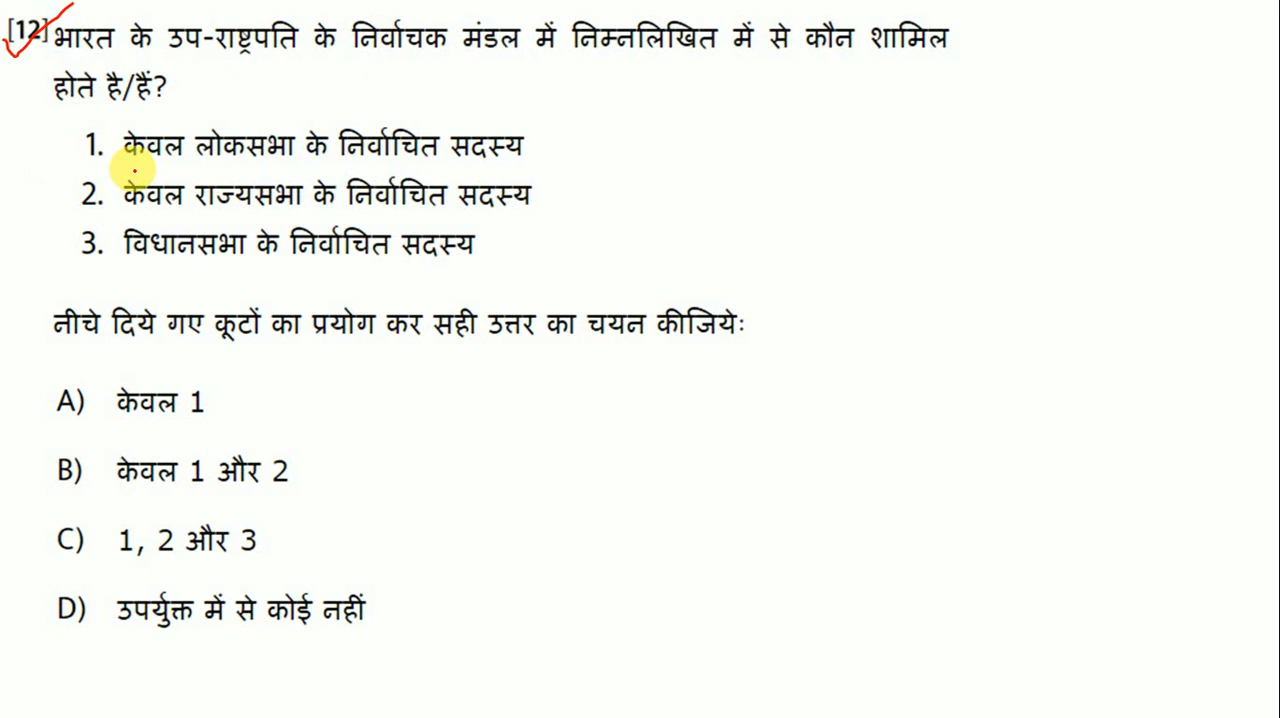 [12] भारत के उप-राष्ट्रपति के निर्वाचक मंडल में निम्नलिखित में से कौन शामिल
होते है/हैं?
1. केवल लोकसभा के निर्वाचित सदस्य
2. केवल राज्यसभा के निर्वाचित सदस्य
3. विधानसभा के निर्वाचित सदस्य
नीचे दिये गए कूटों का प्रयोग कर सही उत्तर का चयन कीजियेः
A) केवल 1
B) केवल 1 और 2
C) 1, 2 और 3
D) उपर्युक्त में से कोई नहीं